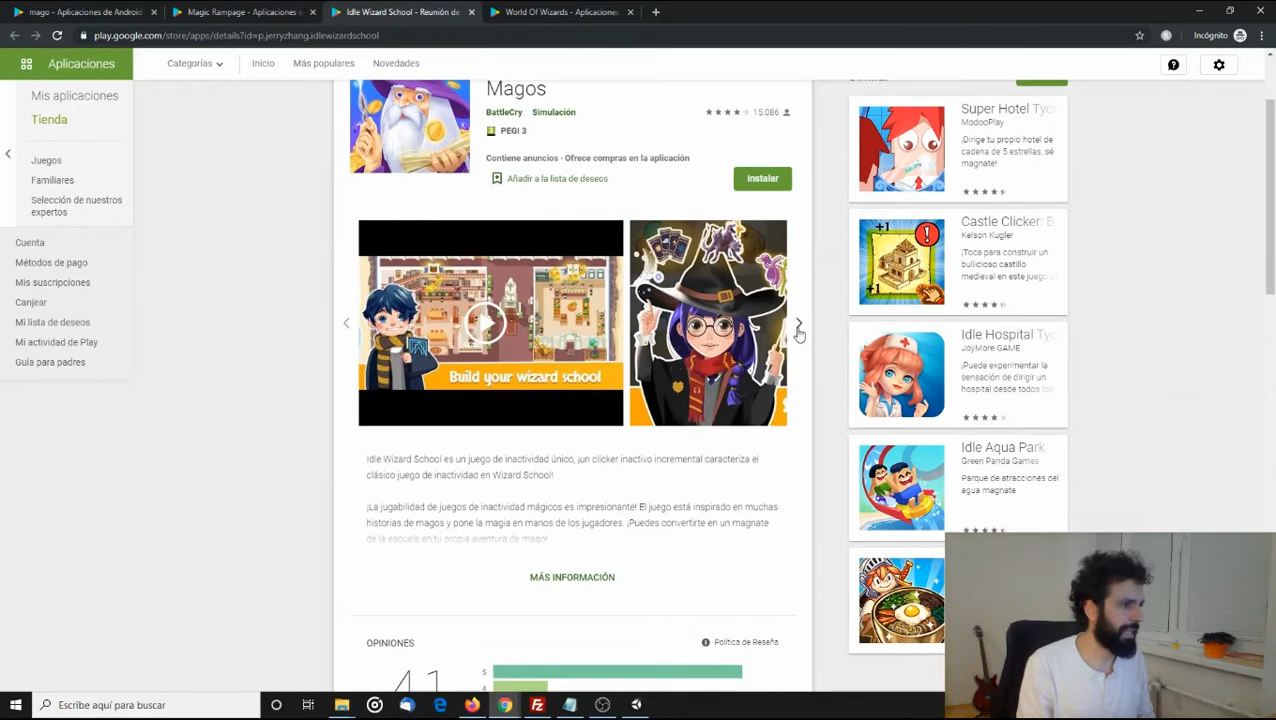 mago - Aplicaciones de Android
Magic Rampage - Aplicaciones e
Idle Wizard School - Reunión de
World Of Wizards - Aplicaciones
play.google.com/store/apps/details?id=p.jerryzhang.idlewizardschool
Incógnito
Aplicaciones
Categorías
Inicio
Más populares
Novedades
Mis aplicaciones
Tienda
Juegos
Familiares
Selección de nuestros
expertos
Cuenta
Métodos de pago
Mis suscripciones
Canjear
Mi lista de deseos
Mi actividad de Play
Guía para padres
Magos
BattleCry Simulación
15.086
PEGI 3
Contiene anuncios · Ofrece compras en la aplicación
Añadir a la lista de deseos
Instalar
Build your wizard school
Idle Wizard School es un juego de inactividad único, ¡un clicker inactivo incremental caracteriza el
clásico juego de inactividad en Wizard School!
¡La jugabilidad de juegos de inactividad mágicos es impresionante! El juego está inspirado en muchas
historias de magos y pone la magia en manos de los jugadores. ¡Puedes convertirte en un magnate
de la escuela en tu propia aventura de mago!
MÁS INFORMACIÓN
OPINIONES
Política de Reseña
4,1
5
4
Super Hotel Tyc
ModooPlay
¡Dirige tu propio hotel de
cadena de 5 estrellas, sé
magnate!
Castle Clicker: B
Kelson Kugler
¡Toca para construir un
bullicioso castillo
medieval en este juego
+1
+1
Idle Hospital Tyc
JoyMore GAME
¡Puede experimentar la
sensación de dirigir un
hospital desde todos los
Idle Aqua Park
Green Panda Games
Parque de atracciones del
agua magnate
Escribe aquí para buscar